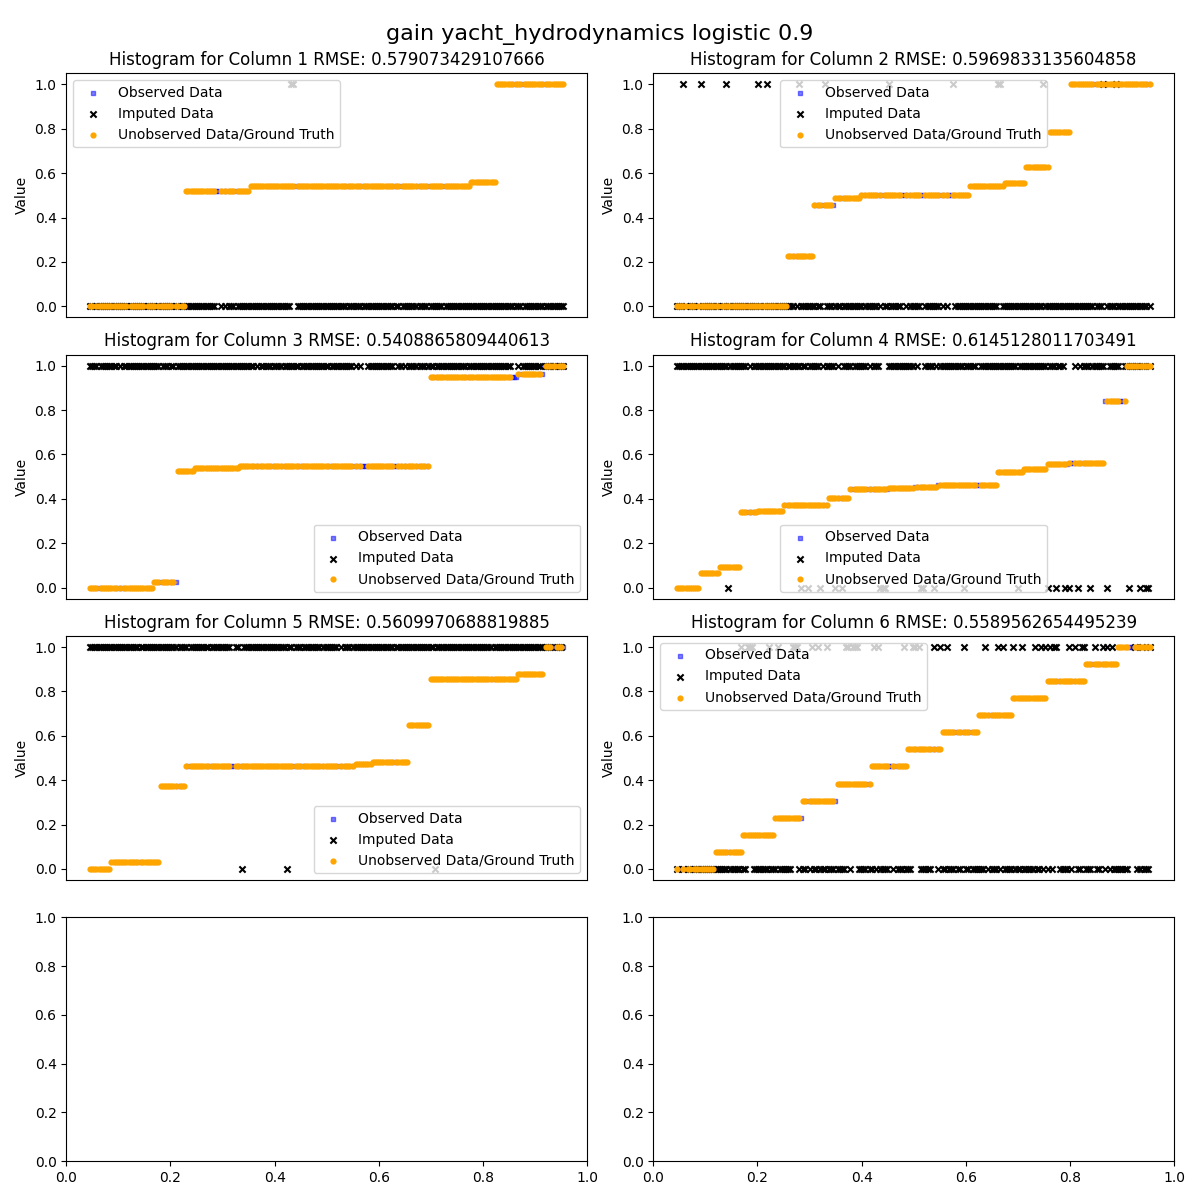 gain yacht_hydrodynamics logistic 0.9
Histogram for Column 1 RMSE: 0.579073429107666
Histogram for Column 2 RMSE: 0.5969833135604858
Value
1.0
0.8
0.6
0.4
0.2
0.0
Observed Data
Imputed Data
Unobserved Data/Ground Truth
Value
1.0
0.8
0.6
0.4
0.2
0.0
Observed Data
Imputed Data
Unobserved Data/Ground Truth
Histogram for Column 3 RMSE: 0.5408865809440613
Histogram for Column 4 RMSE: 0.6145128011703491
Value
1.0
0.8
0.6
0.4
0.2
0.0
Observed Data
Imputed Data
Unobserved Data/Ground Truth
Value
1.0
0.8
0.6
0.4
0.2
0.0
Observed Data
Imputed Data
Unobserved Data/Ground Truth
Histogram for Column 5 RMSE: 0.5609970688819885
Histogram for Column 6 RMSE: 0.5589562654495239
Value
1.0
0.8
0.6
0.4
0.2
0.0
Observed Data
Imputed Data
Unobserved Data/Ground Truth
Value
1.0
0.8
0.6
0.4
0.2
0.0
Observed Data
Imputed Data
Unobserved Data/Ground Truth
1.0
0.8
0.6
0.4
0.2
0.0
0.0 0.2 0.4 0.6 0.8 1.0
1.0
0.8
0.6
0.4
0.2
0.0
0.0 0.2 0.4 0.6 0.8 1.0